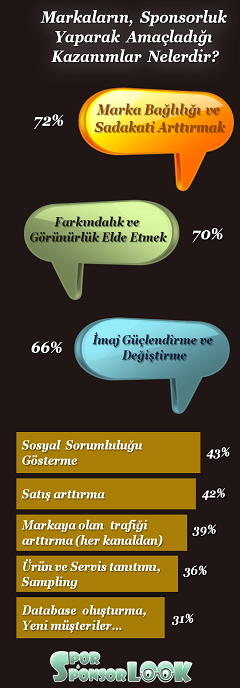 Markaların, Sponsorluk
Yaparak Amaçladığı
Kazanımlar Nelerdir?
72%
Marka Bağlılığı ve
Sadakati Arttırmak
Farkındalık ve
Görünürlük Elde Etmek
70%
66%
İmaj Güçlendirme ve
Değiştirme
Sosyal Sorumluluğu
Gösterme
43%
Satış arttırma
42%
Markaya olan trafiği
arttırma (her kanaldan)
39%
Ürün ve Servis tanıtımı,
Sampling
36%
Database oluşturma,
Yeni müşteriler...
31%
SPOR
SPONSOR LOOK